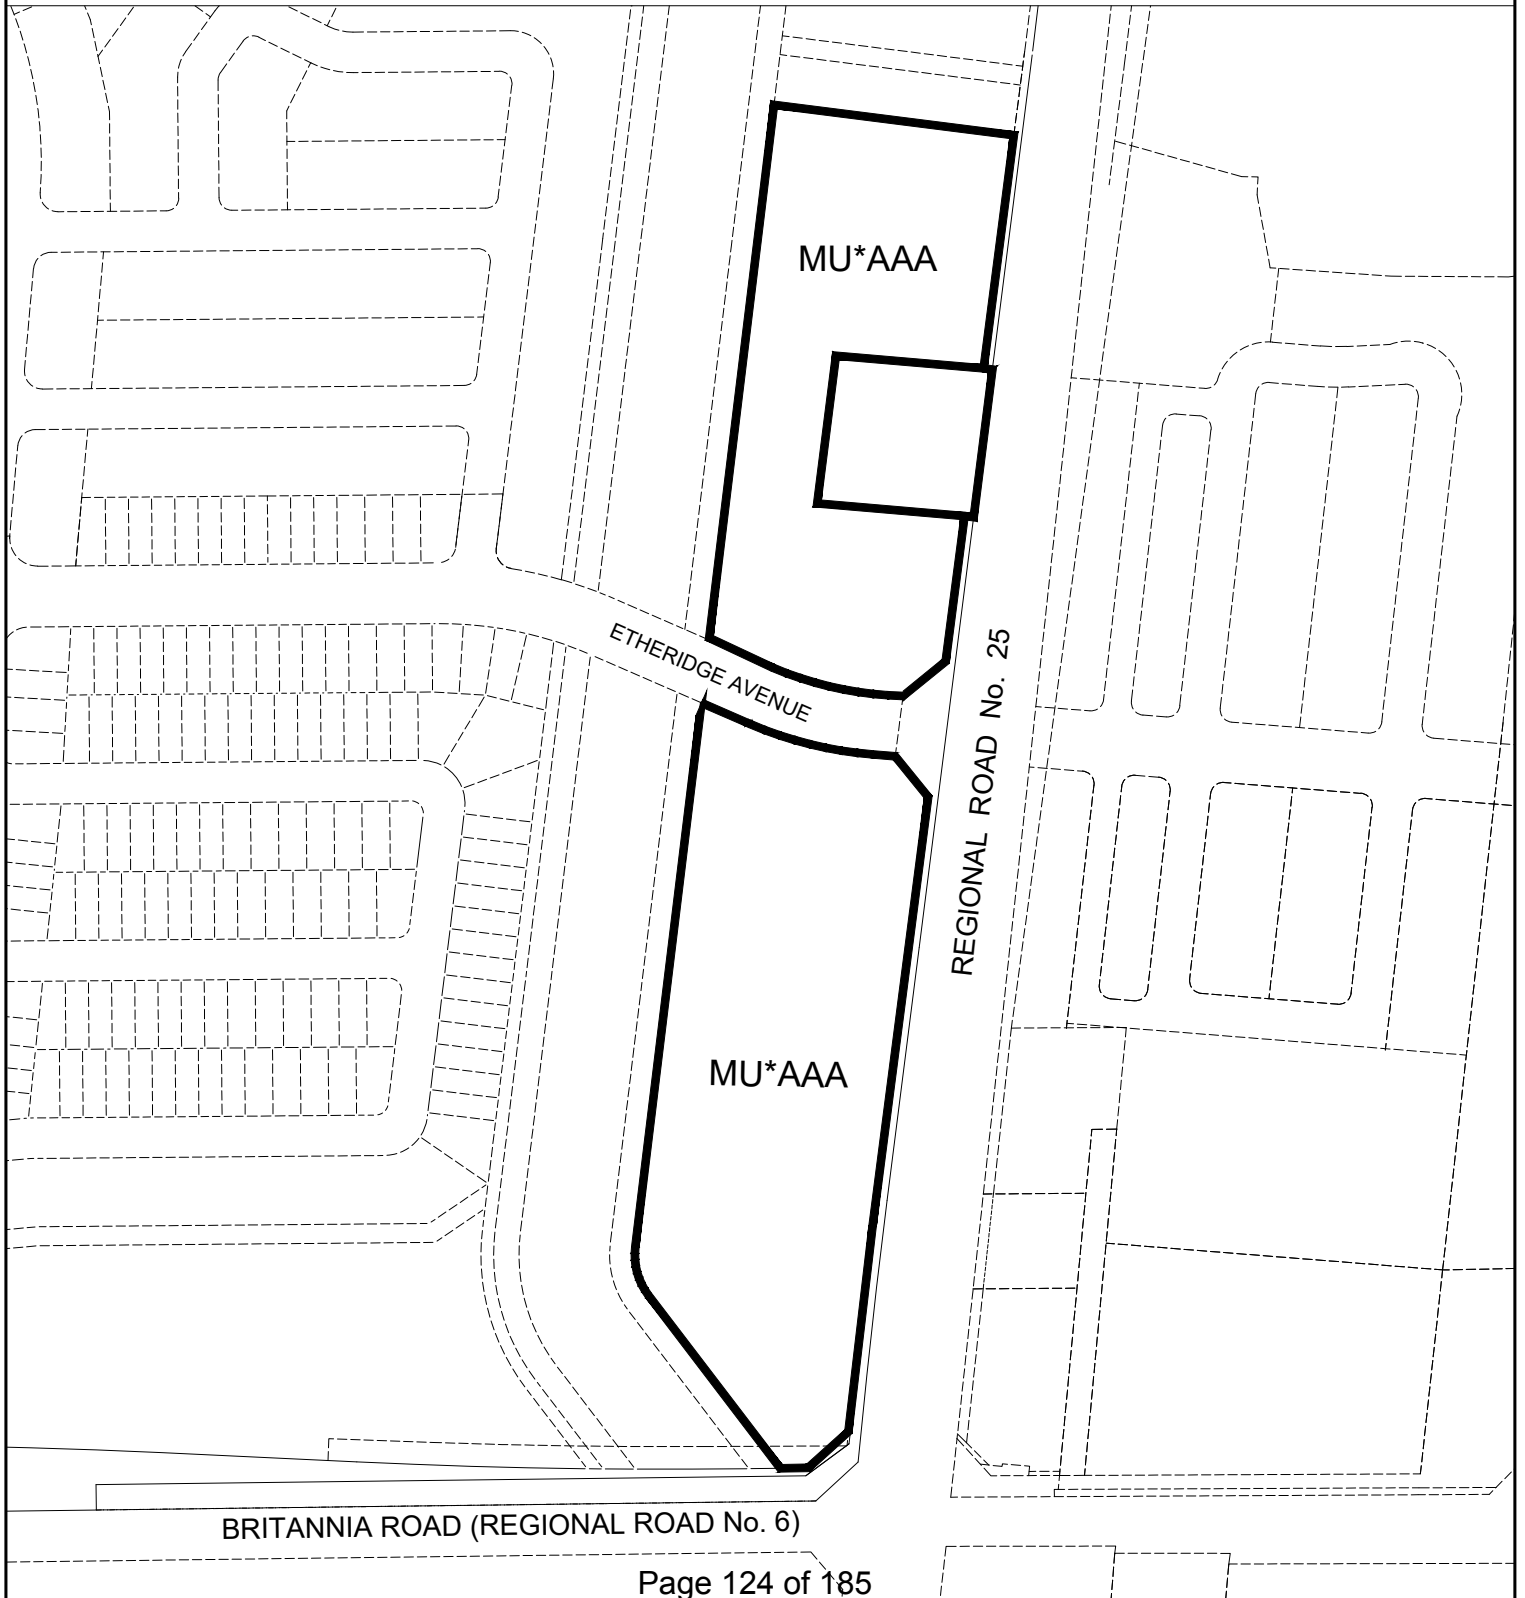 MU*AAA
ETHERIDGE AVENUE
REGIONAL ROAD No. 25
MU*AAA
BRITANNIA ROAD (REGIONAL ROAD No. 6)
Page 124 of 185